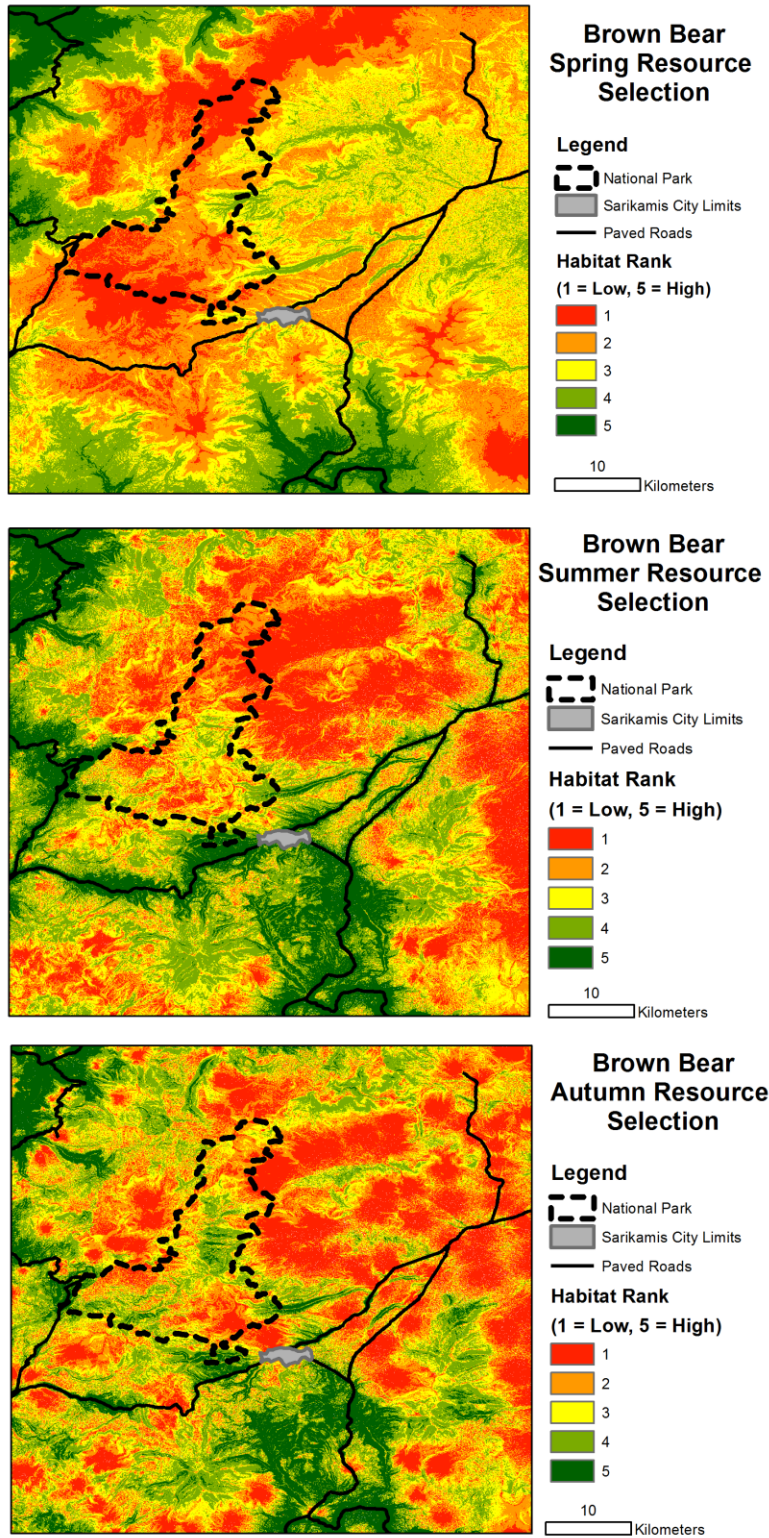 Brown Bear
Spring Resource
Selection
Legend
National Park
Sarikamis City Limits
Paved Roads
Habitat Rank
(1 = Low, 5 = High)
1
2
3
4
5
10
Kilometers
Brown Bear
Summer Resource
Selection
Legend
National Park
Sarikamis City Limits
Paved Roads
Habitat Rank
(1 = Low, 5 = High)
1
2
3
4
5
10
Kilometers
Brown Bear
Autumn Resource
Selection
Legend
National Park
Sarikamis City Limits
Paved Roads
Habitat Rank
(1 = Low, 5 = High)
1
2
3
4
5
10
Kilometers